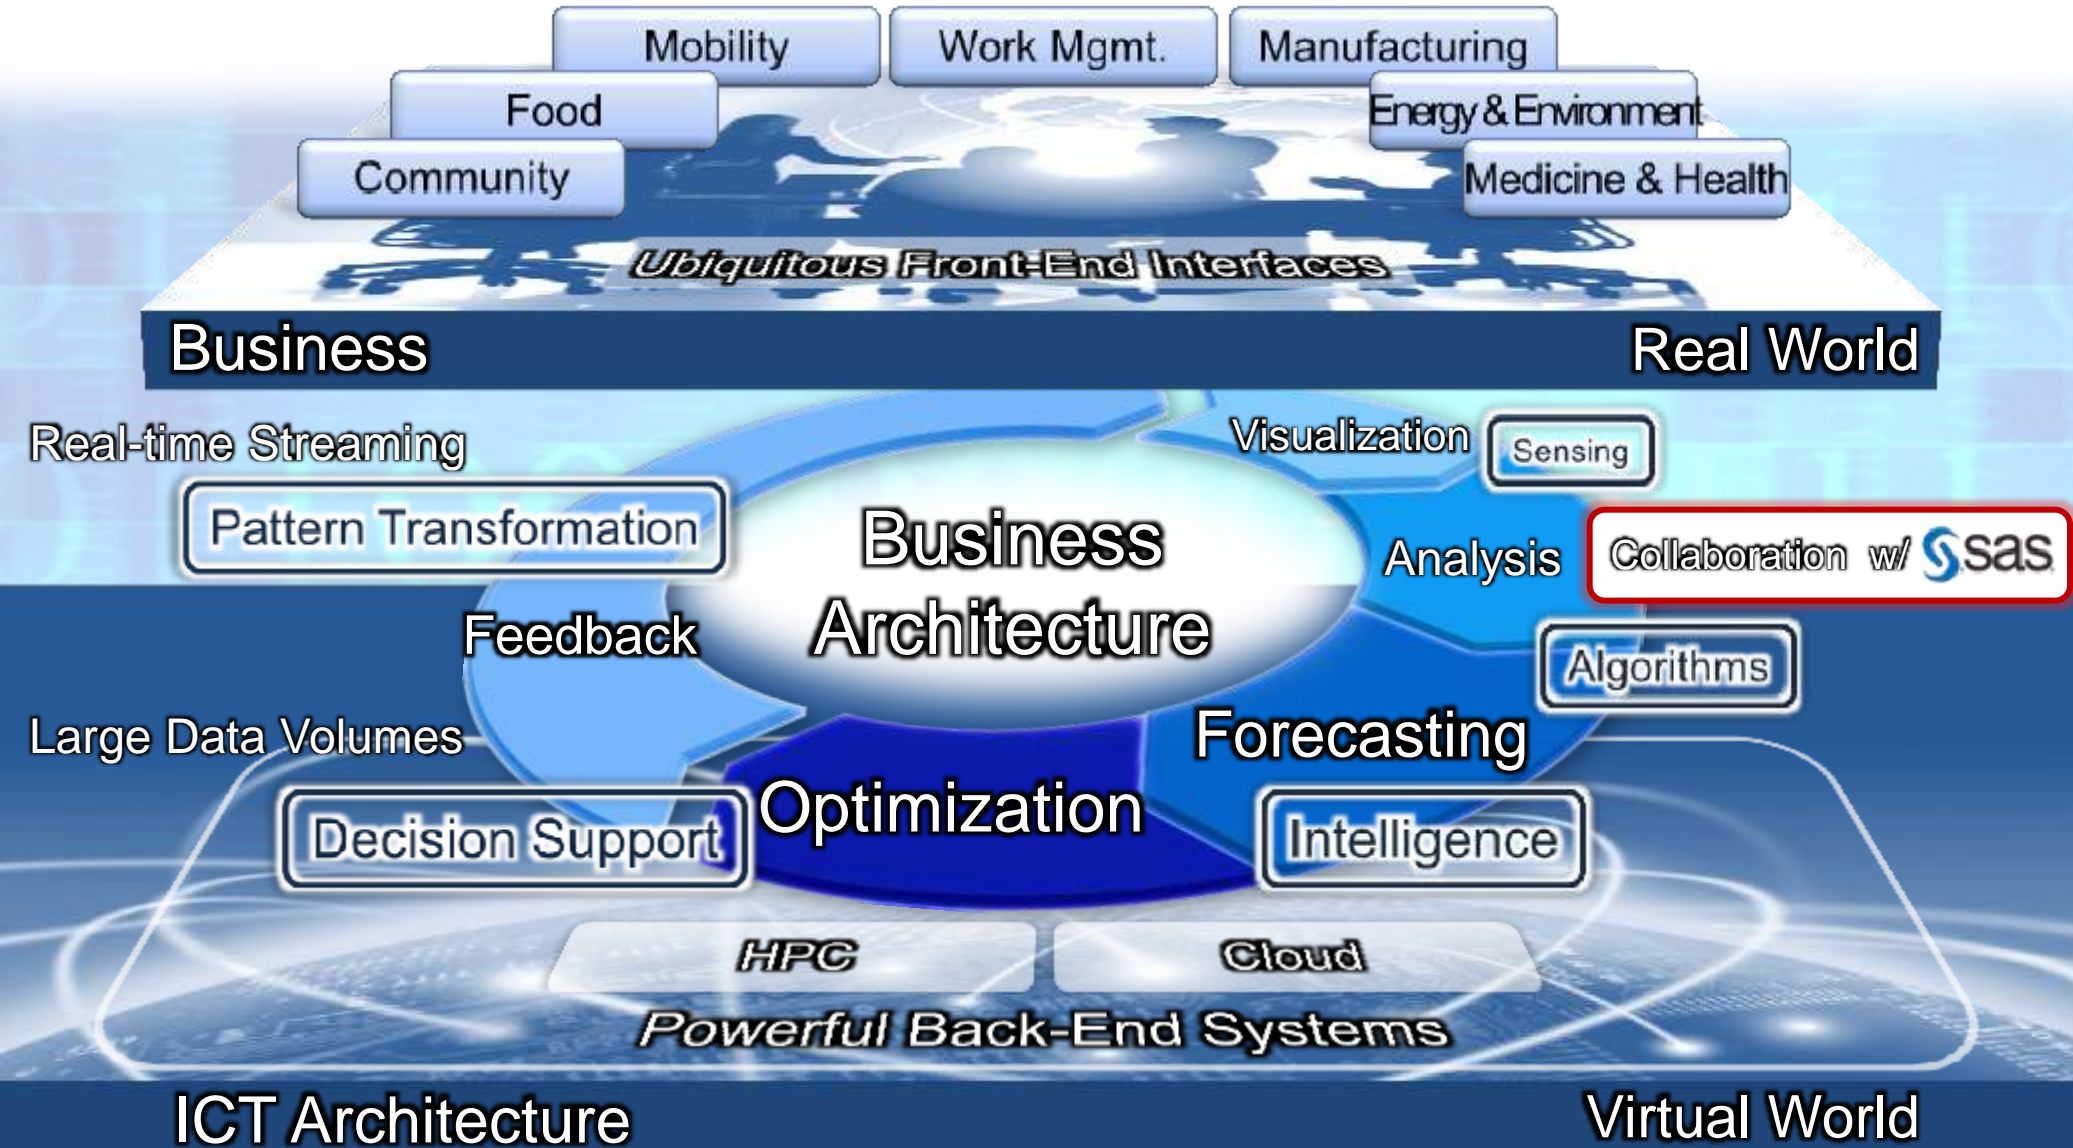 Mobility
Work Mgmt.
Manufacturing
Food
Energy & Environment
Community
Medicine & Health
Ubiquitous Front-End Interfaces
Business
Real World
Real-time Streaming
Visualization
Sensing
Pattern Transformation
Business
Architecture
Analysis
Collaboration w/ sas
Feedback
Algorithms
Large Data Volumes
Forecasting
Optimization
Decision Support
Intelligence
HPC
Cloud
Powerful Back-End Systems
ICT Architecture
Virtual World